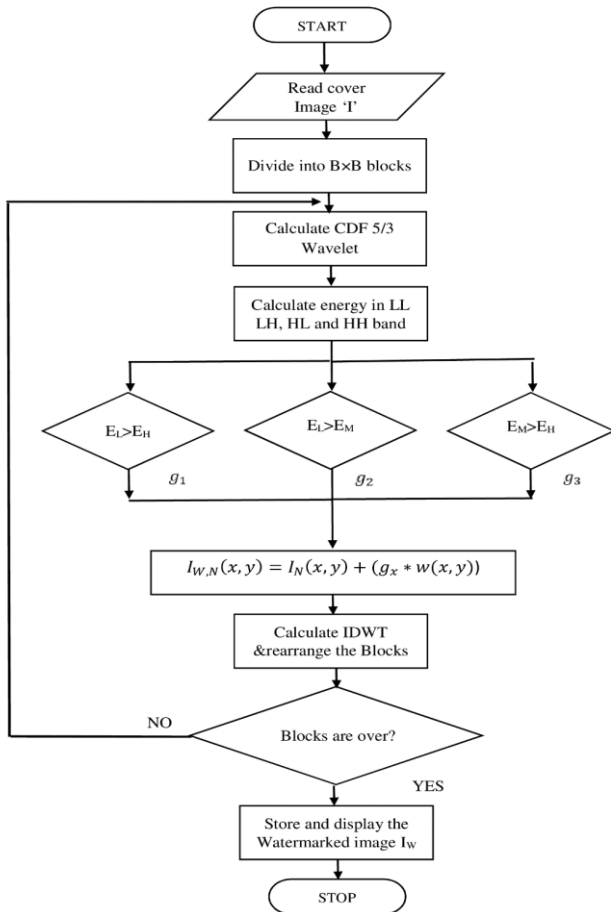 START
Read cover
Image ‘I’
Divide into B×B blocks
Calculate CDF 5/3
Wavelet
Calculate energy in LL
LH, HL and HH band
E_L>E_H
E_L>E_M
E_M>E_H
g_1
g_2
g_3
I_{W,N}(x, y) = I_N(x, y) + (g_x * w(x, y))
Calculate IDWT
&rearrange the Blocks
NO
Blocks are over?
YES
Store and display the
Watermarked image I_W
STOP